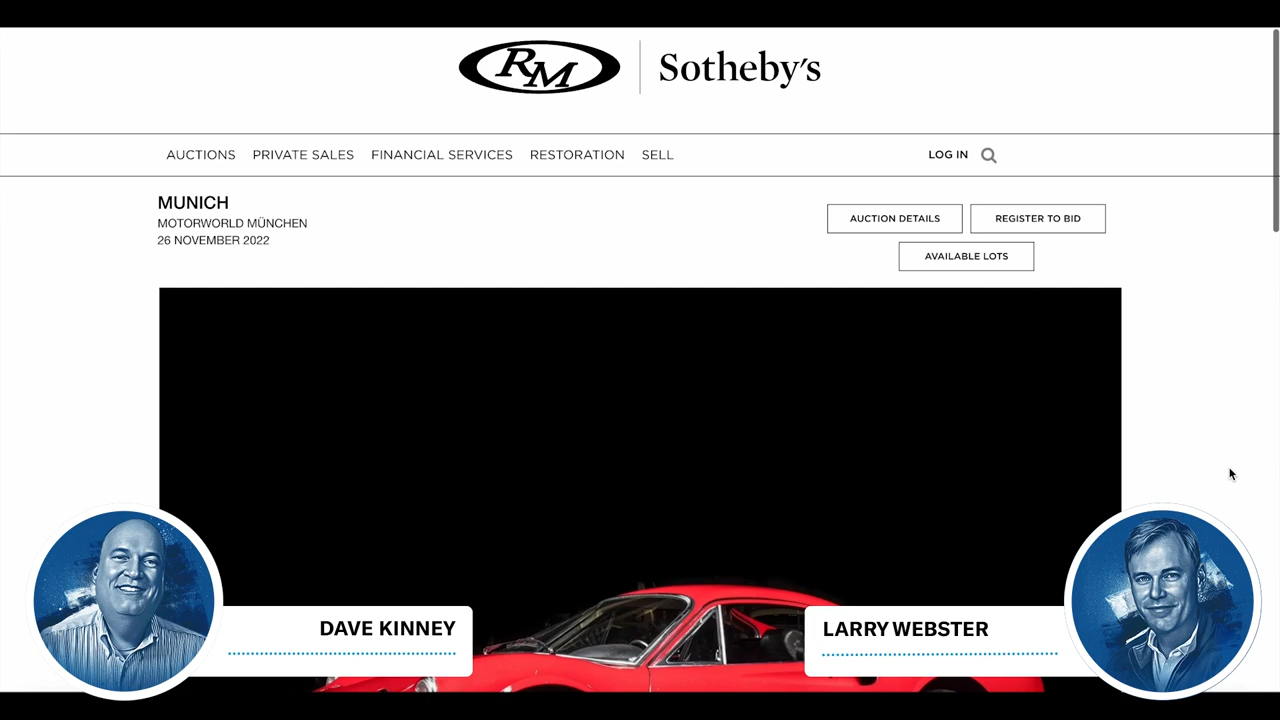 RM
Sotheby's
AUCTIONS PRIVATE SALES FINANCIAL SERVICES RESTORATION SELL LOG IN
MUNICH
MOTORWORLD MÜNCHEN
26 NOVEMBER 2022
AUCTION DETAILS
REGISTER TO BID
AVAILABLE LOTS
DAVE KINNEY
LARRY WEBSTER